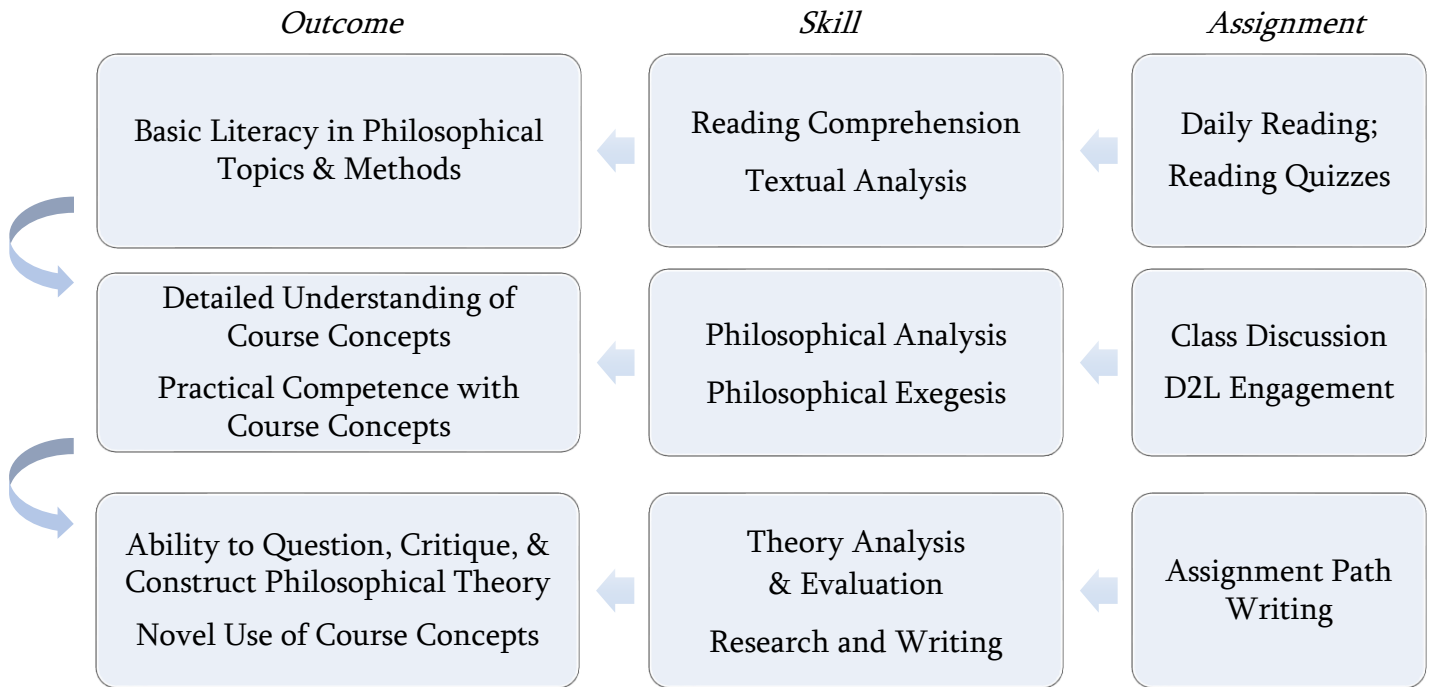 Outcome
Skill
Assignment
Basic Literacy in Philosophical
Topics & Methods
Reading Comprehension
Textual Analysis
Daily Reading;
Reading Quizzes
Detailed Understanding of
Course Concepts
Practical Competence with
Course Concepts
Philosophical Analysis
Philosophical Exegesis
Class Discussion
D2L Engagement
Ability to Question, Critique, &
Construct Philosophical Theory
Novel Use of Course Concepts
Theory Analysis
& Evaluation
Research and Writing
Assignment Path
Writing